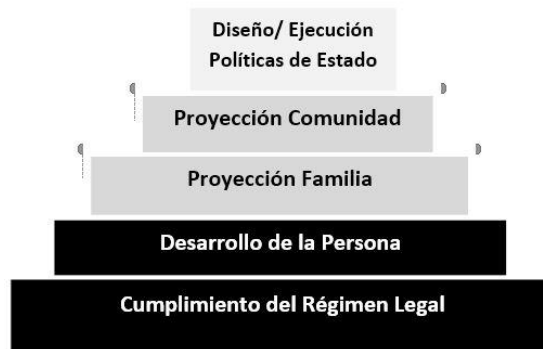 Diseño/ Ejecución
Políticas de Estado
Proyección Comunidad
Proyección Familia
Desarrollo de la Persona
Cumplimiento del Régimen Legal